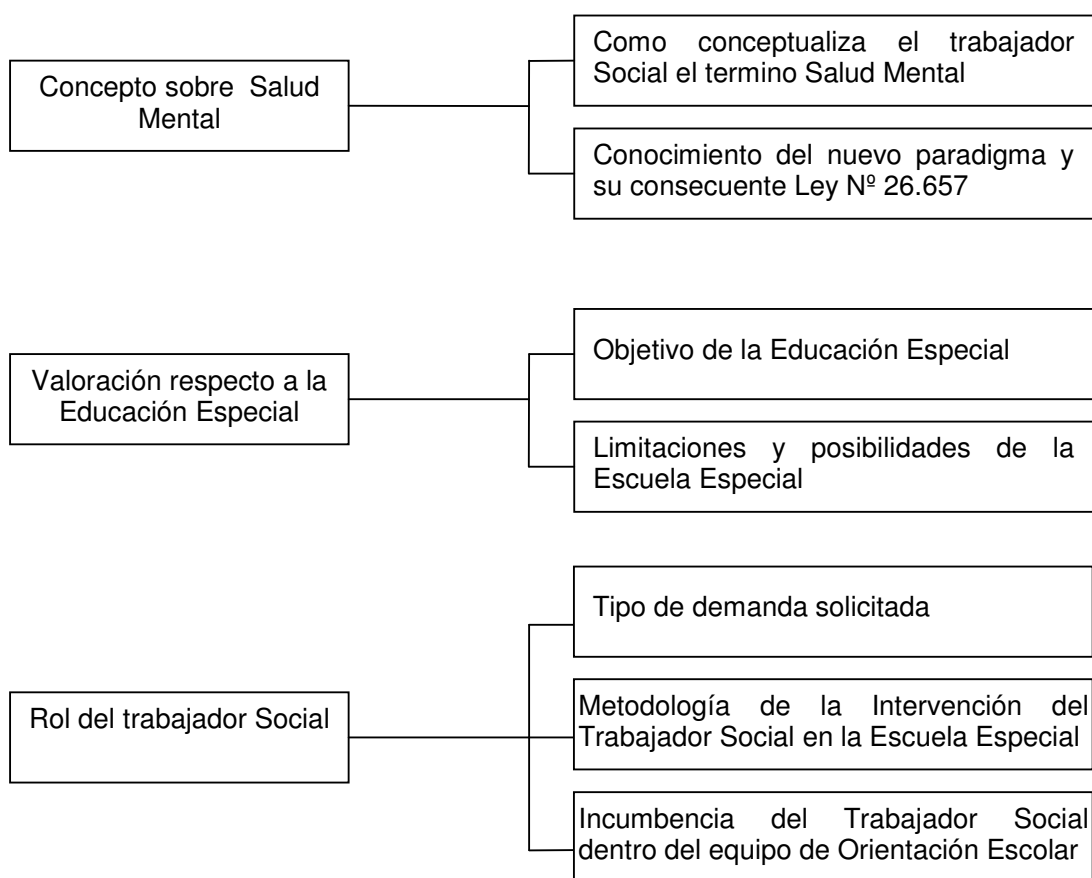 Concepto sobre Salud
Mental
Como conceptualiza el trabajador
Social el termino Salud Mental
Conocimiento del nuevo paradigma y
su consecuente Ley Nº 26.657
Valoración respecto a la
Educación Especial
Objetivo de la Educación Especial
Limitaciones y posibilidades de la
Escuela Especial
Rol del trabajador Social
Tipo de demanda solicitada
Metodología de la Intervención del
Trabajador Social en la Escuela Especial
Incumbencia del Trabajador Social
dentro del equipo de Orientación Escolar